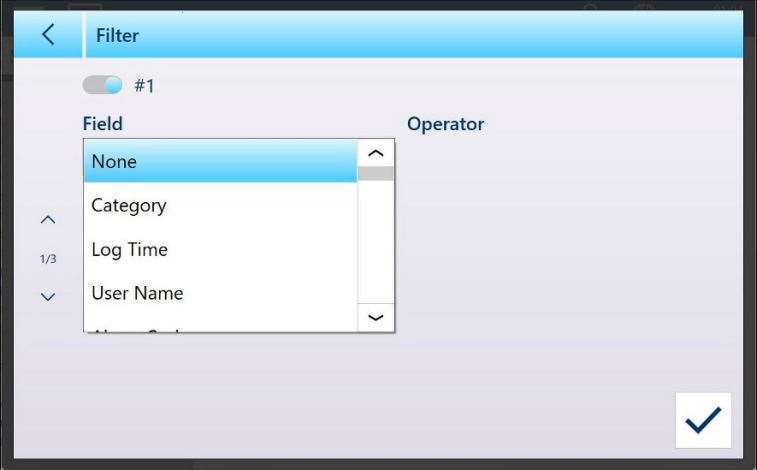 Filter
#1
Field
Operator
None
Category
Log Time
User Name
1/3